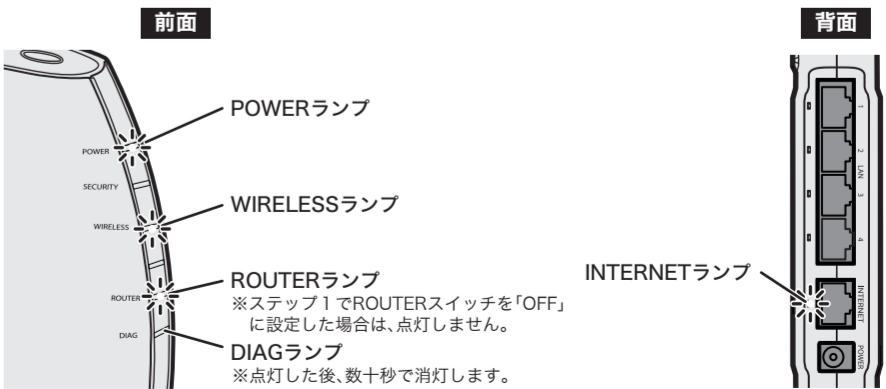 前面
背面
POWERランプ
POWER
SECURITY
WIRELESSランプ
WIRELESS
ROUTERランプ
※ステップ1でROUTERスイッチを「OFF」
に設定した場合は、点灯しません。
ROUTER
DIAG
DIAGランプ
※点灯した後、数十秒で消灯します。
INTERNETランプ
1
2
LAN
3
4
INTERNET
POWER